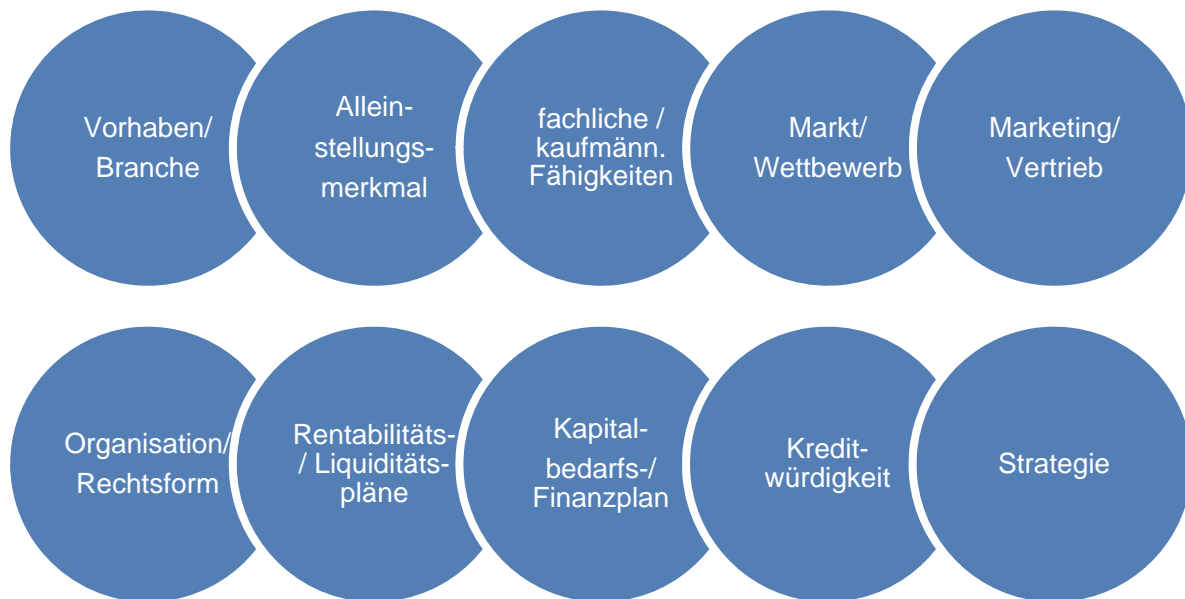 Vorhaben/
Branche
Allein-
stellungs-
merkmal
fachliche /
kaufmänn.
Fähigkeiten
Markt/
Wettbewerb
Marketing/
Vertrieb
Organisation/
Rechtsform
Rentabilitäts-
/ Liquiditäts-
pläne
Kapital-
bedarfs-/
Finanzplan
Kredit-
würdigkeit
Strategie